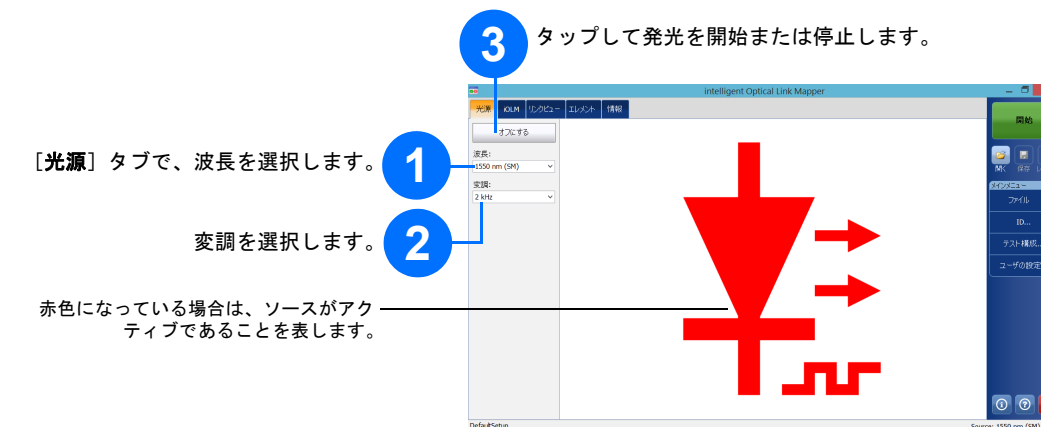 3
タップして発光を開始または停止します。
intelligent Optical Link Mapper
光源
iOLM
リンクビュー
エレメント
情報
オフにする
波長:
1550 nm (SM)
変調:
2 kHz
[光源] タブで、波長を選択します。
1
変調を選択します。
2
赤色になっている場合は、ソースがアク
ティブであることを表します。
開始
開く
保存
メインメニュー
ファイル
ID...
テスト構成..
ユーザの設定
DefaultSetup
Source: 1550 nm (SM)